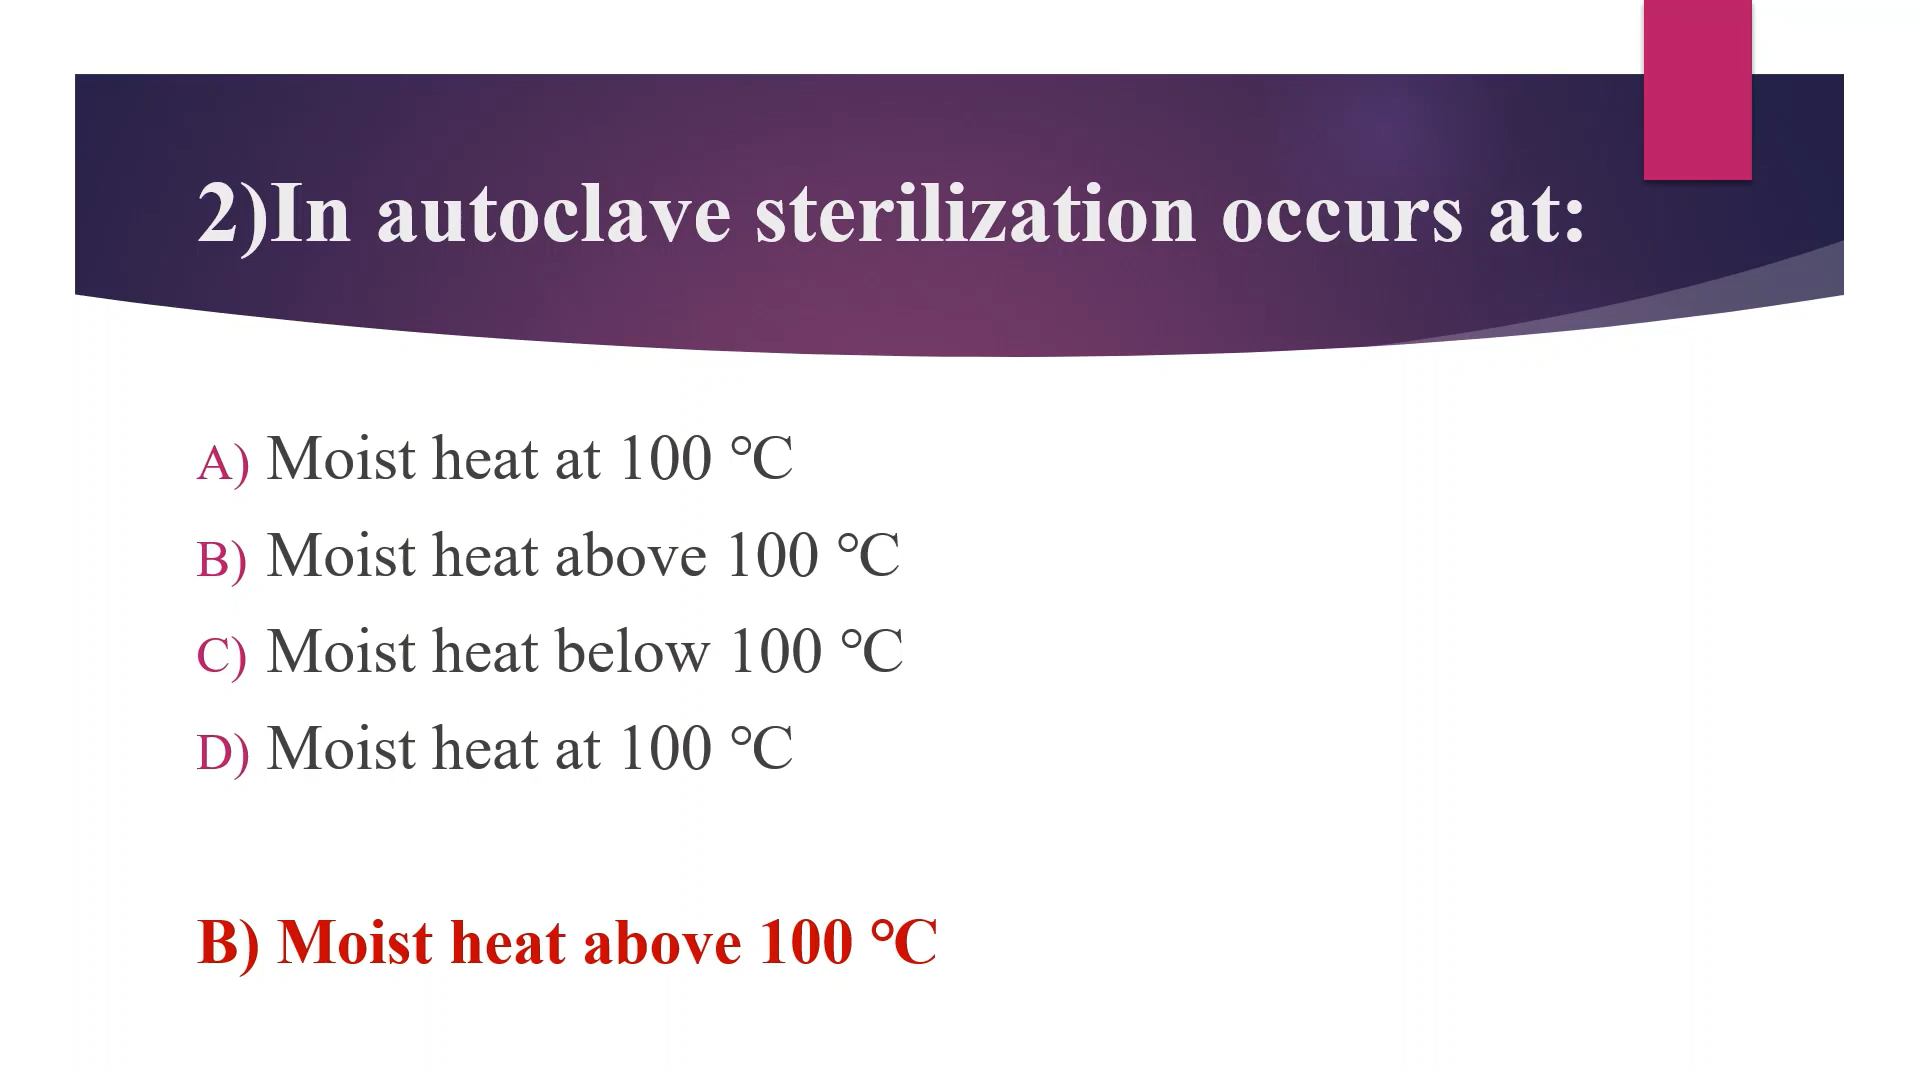 2)In autoclave sterilization occurs at:
A) Moist heat at 100 ℃
B) Moist heat above 100 ℃
C) Moist heat below 100 ℃
D) Moist heat at 100 ℃
B) Moist heat above 100 ℃